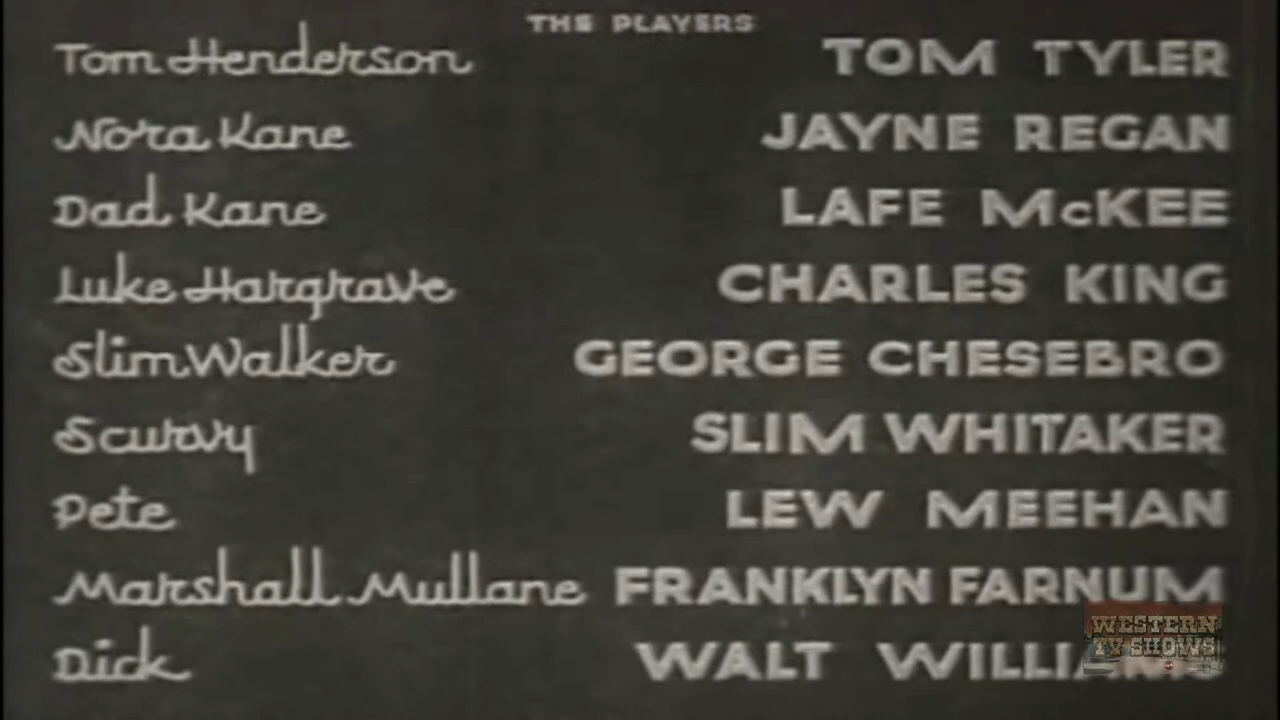 THE PLAYERS
Tom Henderson TOM TYLER
Nora Kane JAYNE REGAN
Dad Kane LAFE McKEE
Luke Hargrave CHARLES KING
Slim Walker GEORGE CHESEBRO
Scurvy SLIM WHITAKER
Pete LEW MEEHAN
Marshall Mullane FRANKLYN FARNUM
Dick WALT
WESTERN
TV SHOWS